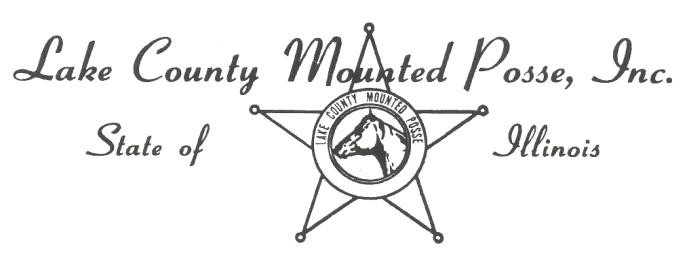 Lake County Mounted Posse, Inc.
LAKE COUNTY MOUNTED POSSE
State of Illinois